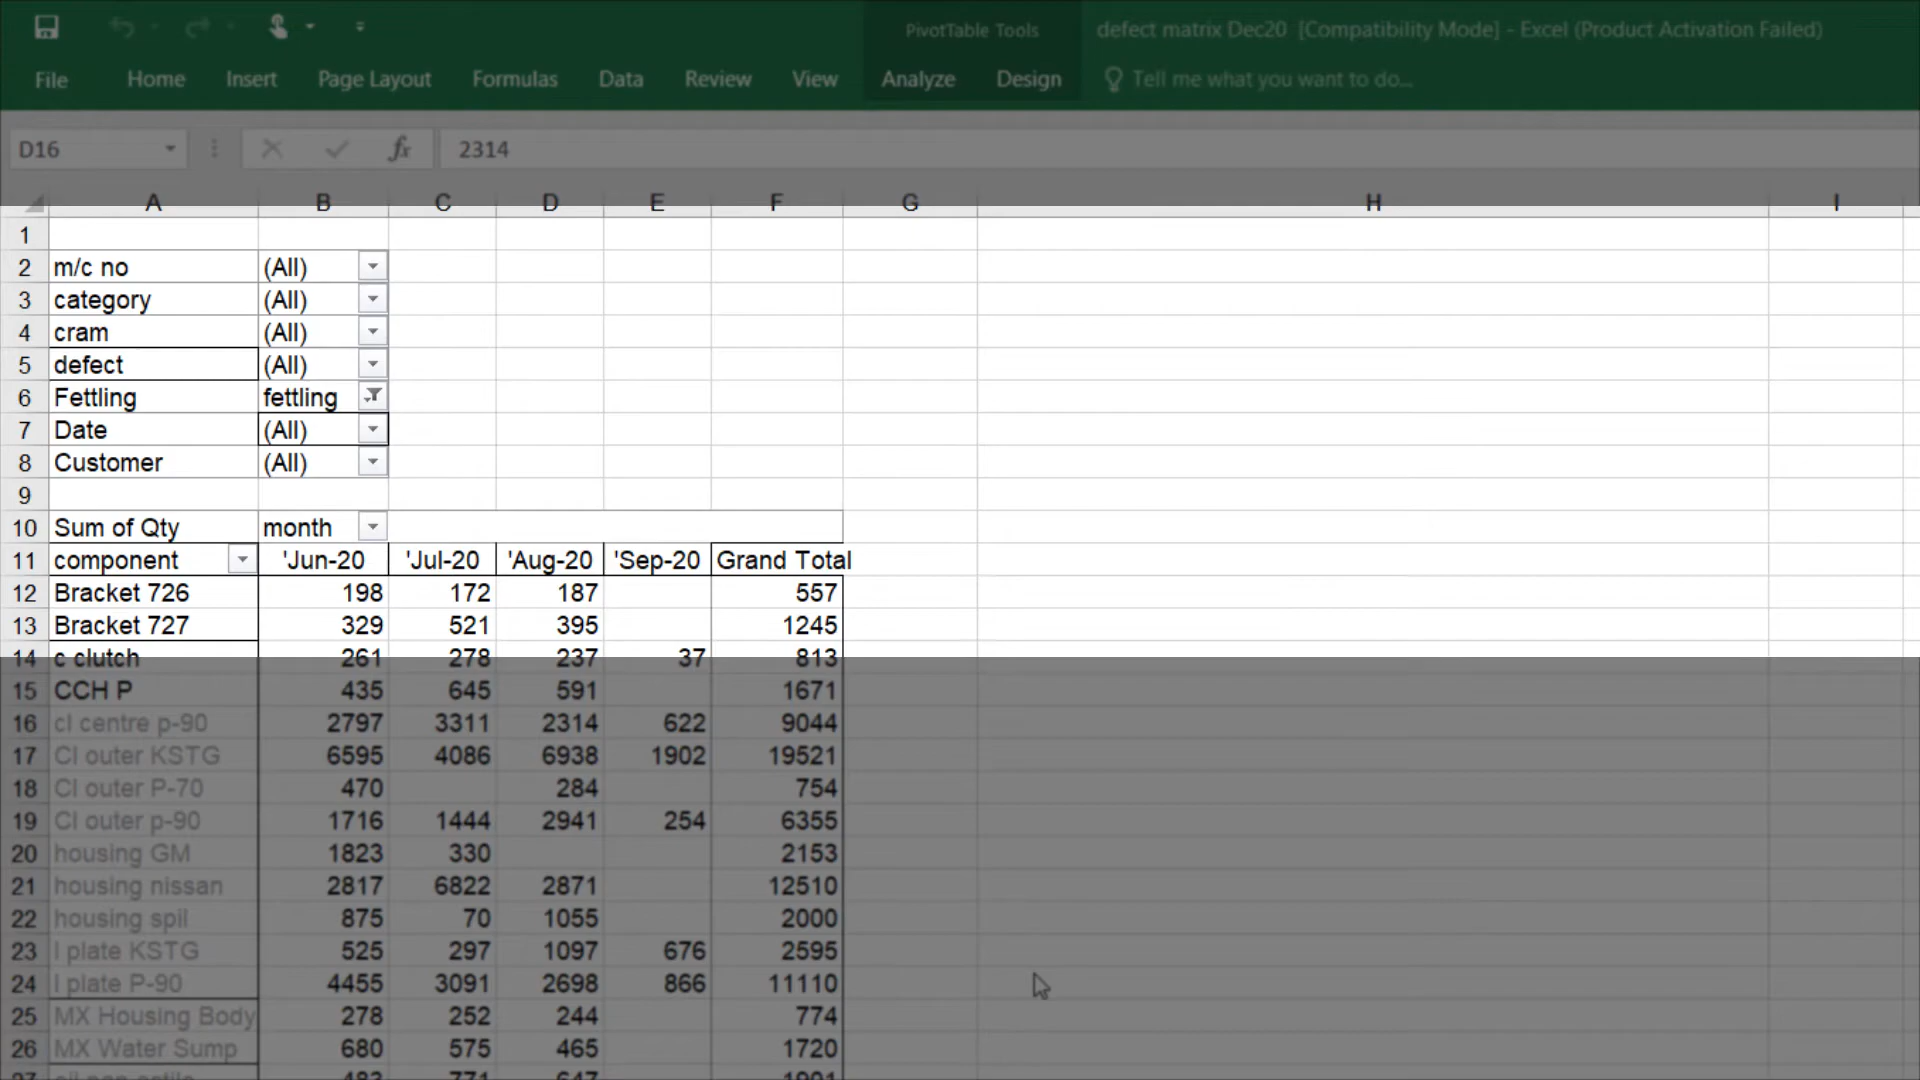 PivotTable Tools
defect matrix Dec20 [Compatibility Mode] - Excel (Product Activation Failed)
File Home Insert Page Layout Formulas Data Review View Analyze Design Tell me what you want to do...
D16 fx 2314
A B C D E F G H I
1
2 m/c no (All)
3 category (All)
4 cram (All)
5 defect (All)
6 Fettling fettling
7 Date (All)
8 Customer (All)
9
10 Sum of Qty month
11 component 'Jun-20 'Jul-20 'Aug-20 'Sep-20 Grand Total
12 Bracket 726 198 172 187 557
13 Bracket 727 329 521 395 1245
14 c clutch 261 278 237 37 813
15 CCH P 435 645 591 1671
16 cl centre p-90 2797 3311 2314 622 9044
17 Cl outer KSTG 6595 4086 6938 1902 19521
18 Cl outer P-70 470 284 754
19 Cl outer p-90 1716 1444 2941 254 6355
20 housing GM 1823 330 2153
21 housing nissan 2817 6822 2871 12510
22 housing spil 875 70 1055 2000
23 l plate KSTG 525 297 1097 676 2595
24 l plate P-90 4455 3091 2698 866 11110
25 MX Housing Body 278 252 244 774
26 MX Water Sump 680 575 465 1720